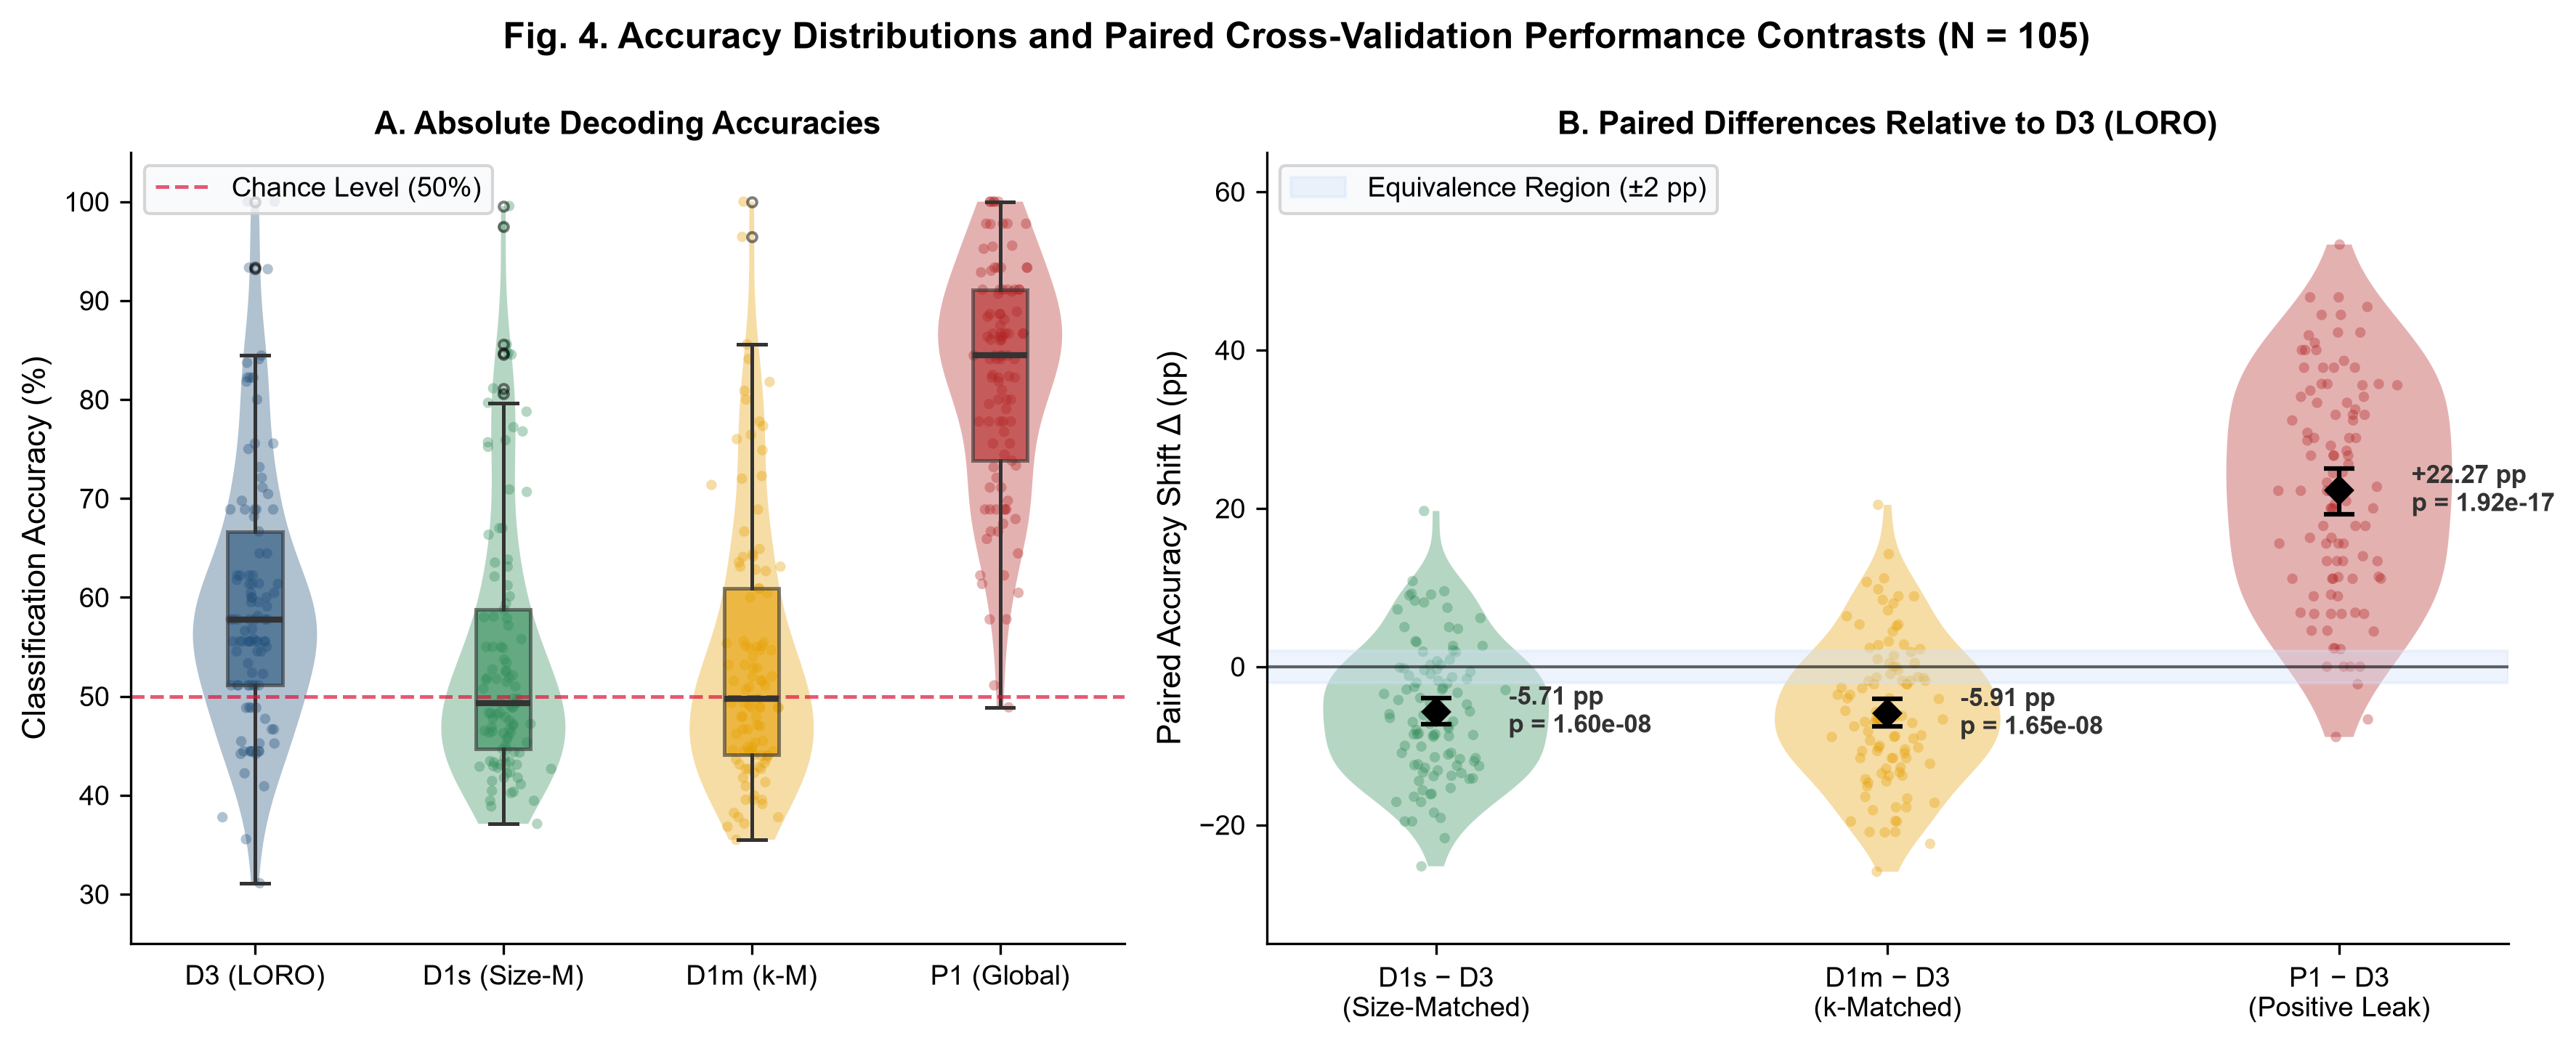 Fig. 4. Accuracy Distributions and Paired Cross-Validation Performance Contrasts (N = 105)
A. Absolute Decoding Accuracies
Chance Level (50%)
Classification Accuracy (%)
100
90
80
70
60
50
40
30
D3 (LORO)
D1s (Size-M)
D1m (k-M)
P1 (Global)
B. Paired Differences Relative to D3 (LORO)
Equivalence Region (±2 pp)
Paired Accuracy Shift Δ (pp)
60
40
20
0
−20
-5.71 pp
p = 1.60e-08
-5.91 pp
p = 1.65e-08
+22.27 pp
p = 1.92e-17
D1s − D3
(Size-Matched)
D1m − D3
(k-Matched)
P1 − D3
(Positive Leak)